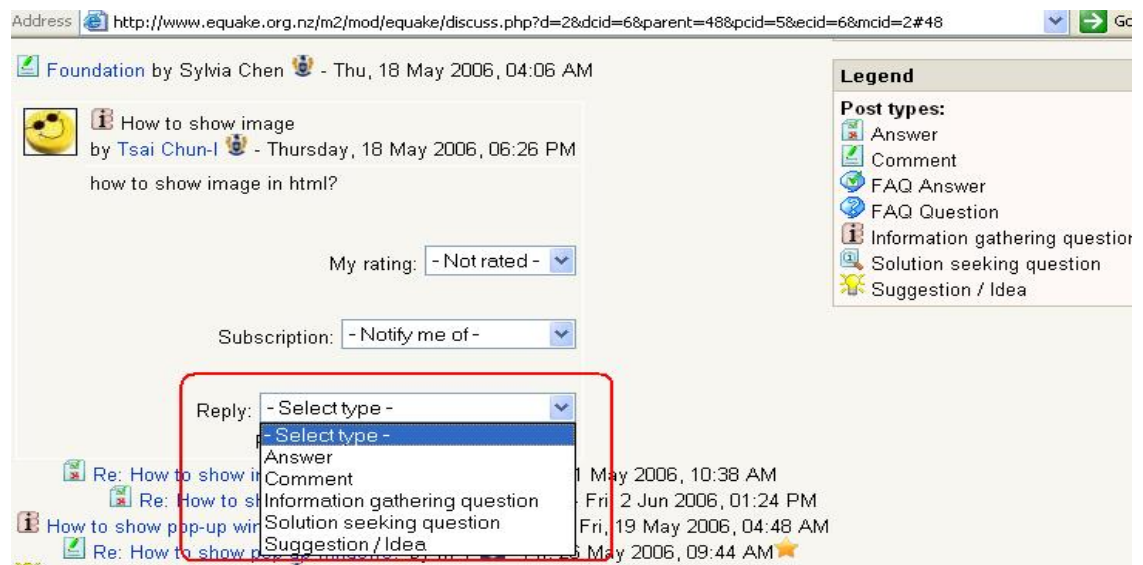 Address http://www.equake.org.nz/m2/mod/equake/discuss.php?d=2&dcid=6&parent=48&pcid=5&ecid=6&mcid=2#48
Foundation by Sylvia Chen - Thu, 18 May 2006, 04:06 AM
How to show image
by Tsai Chun-I - Thursday, 18 May 2006, 06:26 PM
how to show image in html?
My rating: - Not rated -
Subscription: - Notify me of -
Reply: - Select type -
- Select type -
Answer
Comment
Information gathering question
Solution seeking question
Suggestion / Idea
Re: How to show May 2006, 10:38 AM
Re: How to Fri, 2 Jun 2006, 01:24 PM
How to show pop-up Fri, 19 May 2006, 04:48 AM
Re: How to show May 2006, 09:44 AM
Legend
Post types:
Answer
Comment
FAQ Answer
FAQ Question
Information gathering question
Solution seeking question
Suggestion / Idea